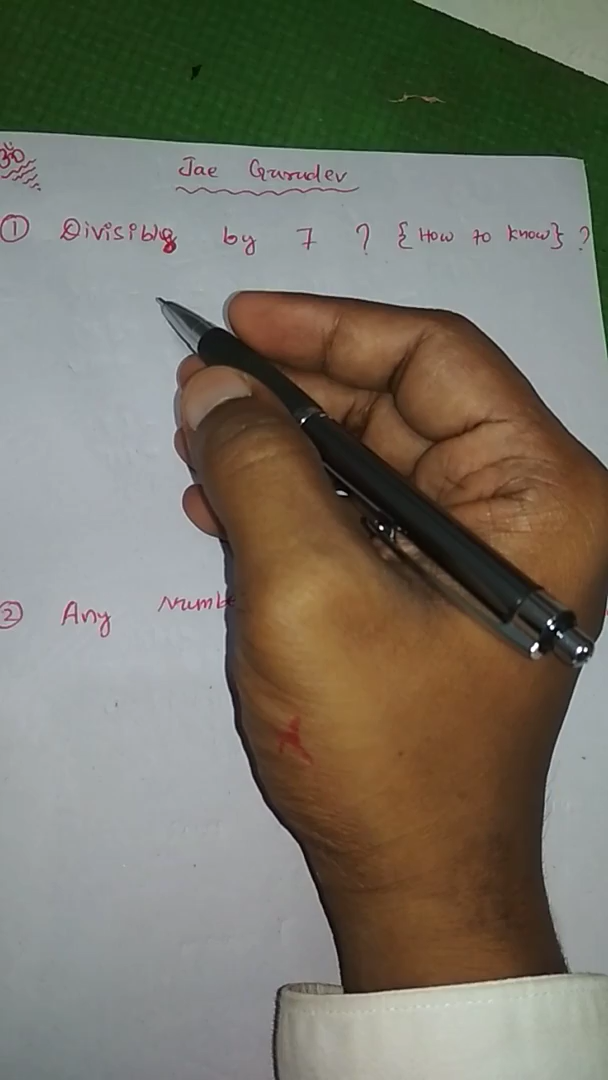 ॐ
Jae Gurudev
① Divisible by 7 ? { How to know } ?
② Any